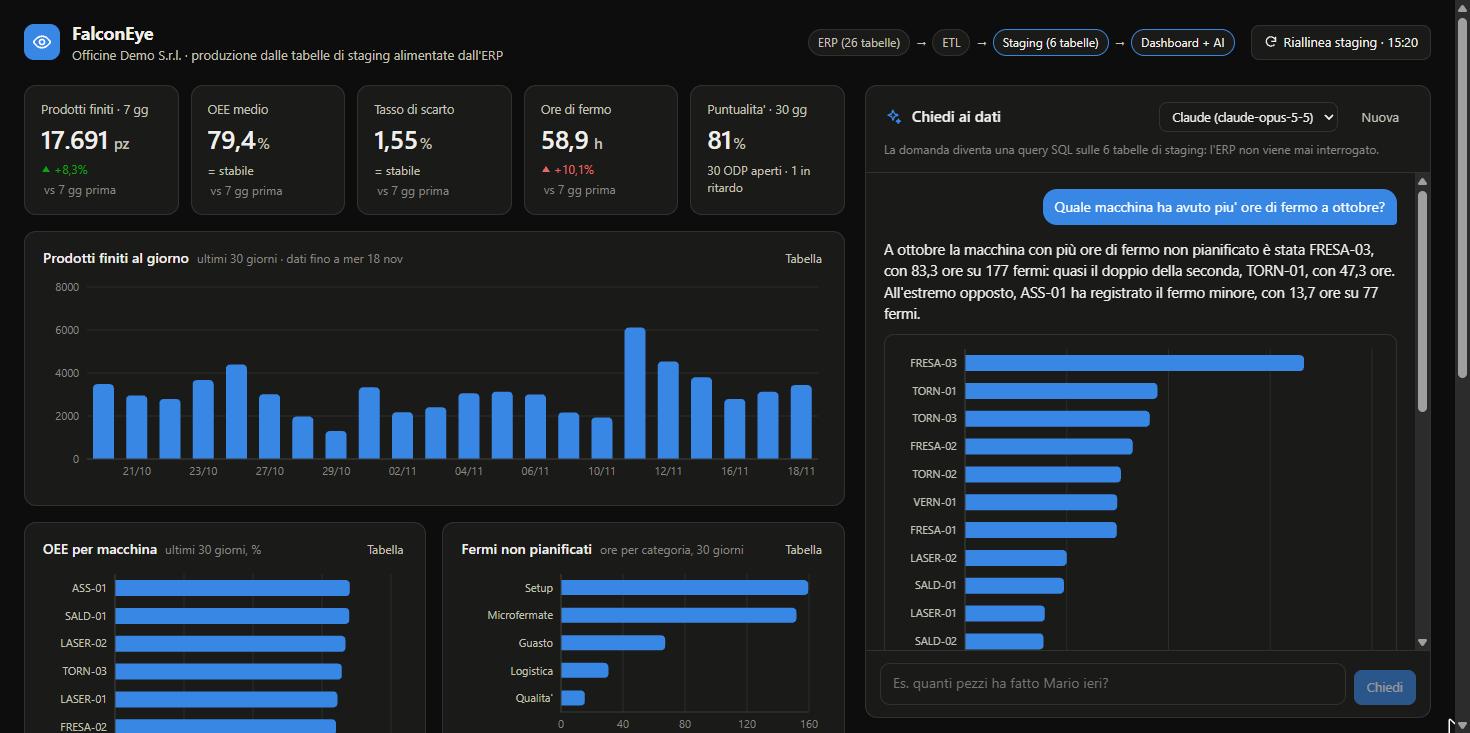 FalconEye
Officine Demo S.r.l. · produzione dalle tabelle di staging alimentate dall'ERP
ERP (26 tabelle) → ETL → Staging (6 tabelle) → Dashboard + AI
Riallinea staging · 15:20
Prodotti finiti · 7 gg
17.691 pz
+8,3%
vs 7 gg prima
OEE medio
79,4%
= stabile
vs 7 gg prima
Tasso di scarto
1,55%
= stabile
vs 7 gg prima
Ore di fermo
58,9 h
+10,1%
vs 7 gg prima
Puntualita' · 30 gg
81%
30 ODP aperti · 1 in
ritardo
Prodotti finiti al giorno ultimi 30 giorni · dati fino a mer 18 nov
Tabella
8000
6000
4000
2000
0
21/10 23/10 27/10 29/10 02/11 04/11 06/11 10/11 12/11 16/11 18/11
OEE per macchina ultimi 30 giorni, %
Tabella
ASS-01
SALD-01
LASER-02
TORN-03
LASER-01
FRESA-02
Fermi non pianificati ore per categoria, 30 giorni
Tabella
Setup
Microfermate
Guasto
Logistica
Qualita'
0 40 80 120 160
Chiedi ai dati
Claude (claude-opus-5-5)
Nuova
La domanda diventa una query SQL sulle 6 tabelle di staging: l'ERP non viene mai interrogato.
Quale macchina ha avuto piu' ore di fermo a ottobre?
A ottobre la macchina con più ore di fermo non pianificato è stata FRESA-03,
con 83,3 ore su 177 fermi: quasi il doppio della seconda, TORN-01, con 47,3 ore.
All'estremo opposto, ASS-01 ha registrato il fermo minore, con 13,7 ore su 77
fermi.
FRESA-03
TORN-01
TORN-03
FRESA-02
TORN-02
VERN-01
FRESA-01
LASER-02
SALD-01
LASER-01
SALD-02
Es. quanti pezzi ha fatto Mario ieri?
Chiedi